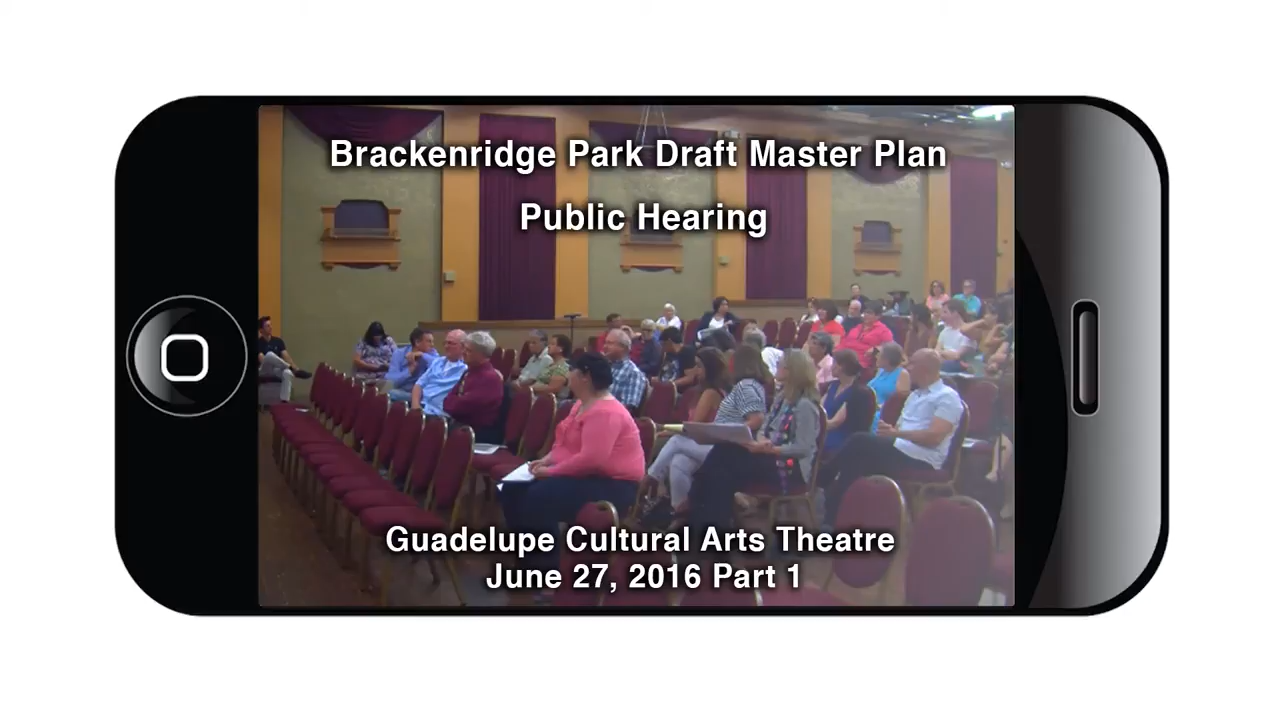 Brackenridge Park Draft Master Plan
Public Hearing
Guadelupe Cultural Arts Theatre
June 27, 2016 Part 1